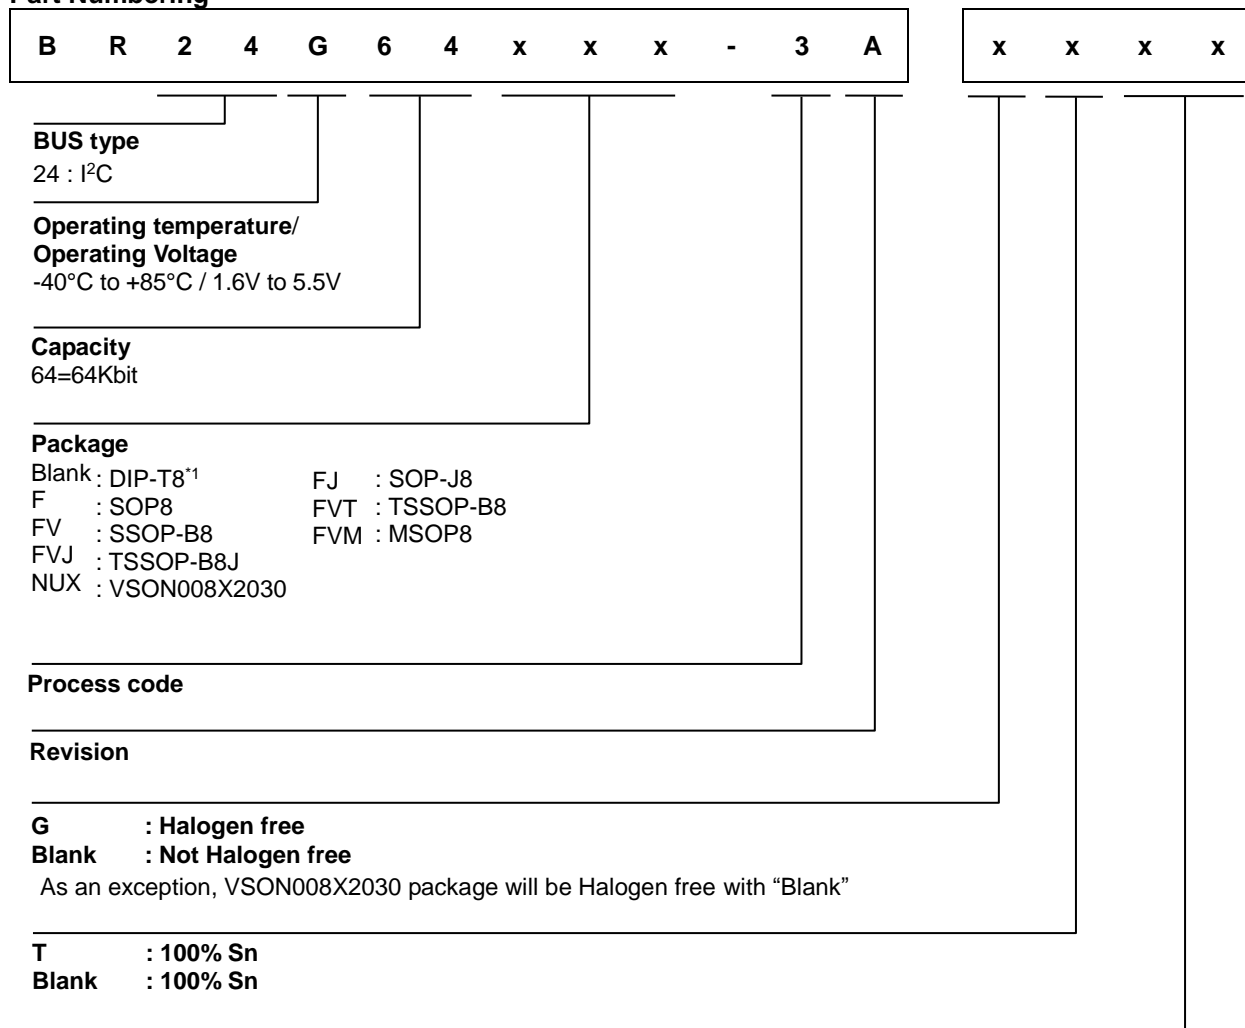 B R 2 4 G 6 4 x x x - 3 A x x x x
BUS type
24 : I²C
Operating temperature/
Operating Voltage
-40°C to +85°C / 1.6V to 5.5V
Capacity
64=64Kbit
Package
Blank : DIP-T8*1
F : SOP8
FV : SSOP-B8
FVJ : TSSOP-B8J
NUX : VSON008X2030
FJ : SOP-J8
FVT : TSSOP-B8
FVM : MSOP8
Process code
Revision
G : Halogen free
Blank : Not Halogen free
As an exception, VSON008X2030 package will be Halogen free with “Blank”
T : 100% Sn
Blank : 100% Sn